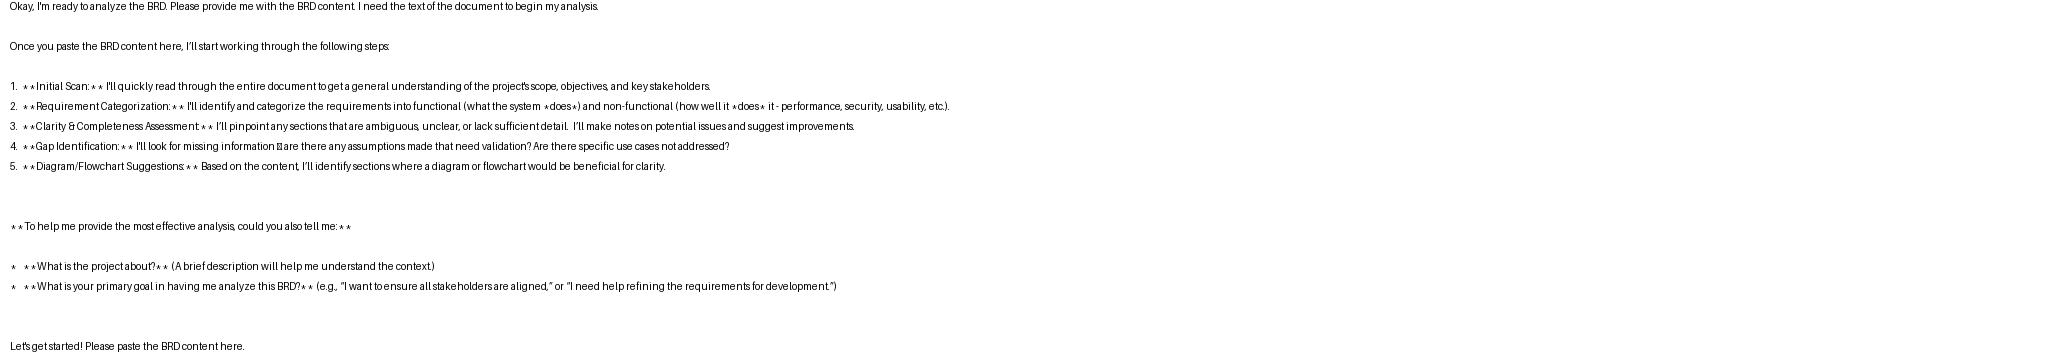 Okay, I'm ready to analyze the BRD. Please provide me with the BRD content. I need the text of the document to begin my analysis.
Once you paste the BRD content here, I'll start working through the following steps:
1. **Initial Scan:** I'll quickly read through the entire document to get a general understanding of the project's scope, objectives, and key stakeholders.
2. **Requirement Categorization:** I'll identify and categorize the requirements into functional (what the system *does*) and non-functional (how well it *does* it - performance, security, usability, etc.).
3. **Clarity & Completeness Assessment:** I'll pinpoint any sections that are ambiguous, unclear, or lack sufficient detail. I'll make notes on potential issues and suggest improvements.
4. **Gap Identification:** I'll look for missing information are there any assumptions made that need validation? Are there specific use cases not addressed?
5. **Diagram/Flowchart Suggestions:** Based on the content, I'll identify sections where a diagram or flowchart would be beneficial for clarity.
**To help me provide the most effective analysis, could you also tell me:**
* **What is the project about?** (A brief description will help me understand the context.)
* **What is your primary goal in having me analyze this BRD?** (e.g., "I want to ensure all stakeholders are aligned," or "I need help refining the requirements for development.")
Let's get started! Please paste the BRD content here.